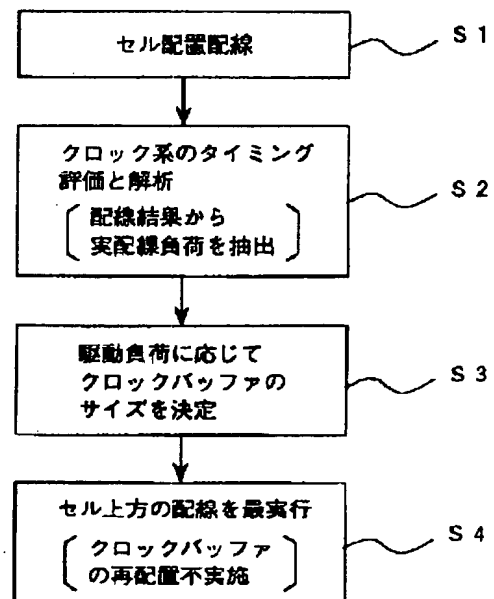 セル配置配線
S1
クロック系のタイミング
評価と解析
配線結果から
実配線負荷を抽出
S2
駆動負荷に応じて
クロックバッファの
サイズを決定
S3
セル上方の配線を最実行
クロックバッファ
の再配置不実施
S4